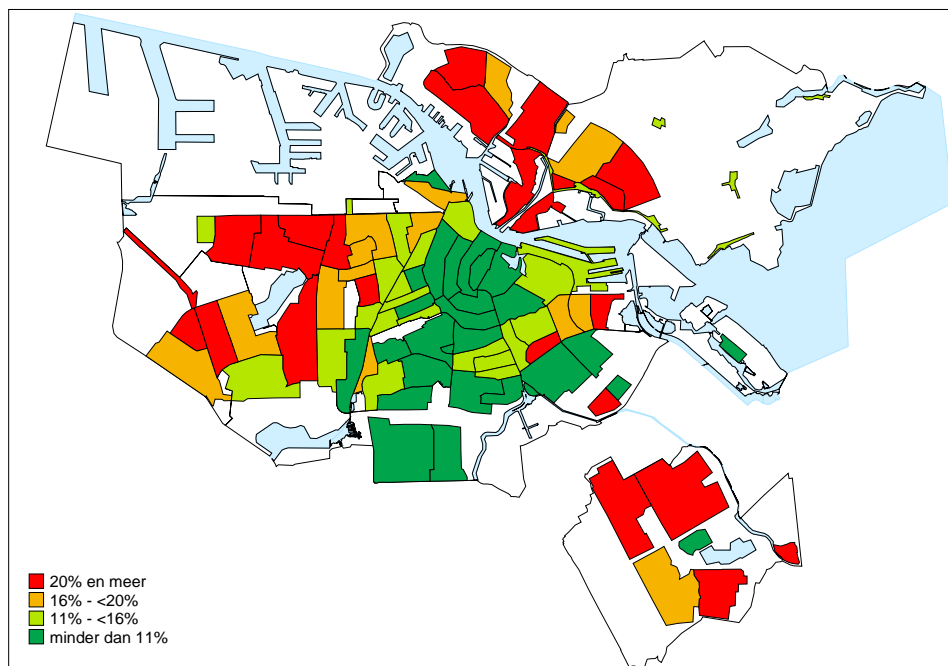 20% en meer
16% - <20%
11% - <16%
minder dan 11%